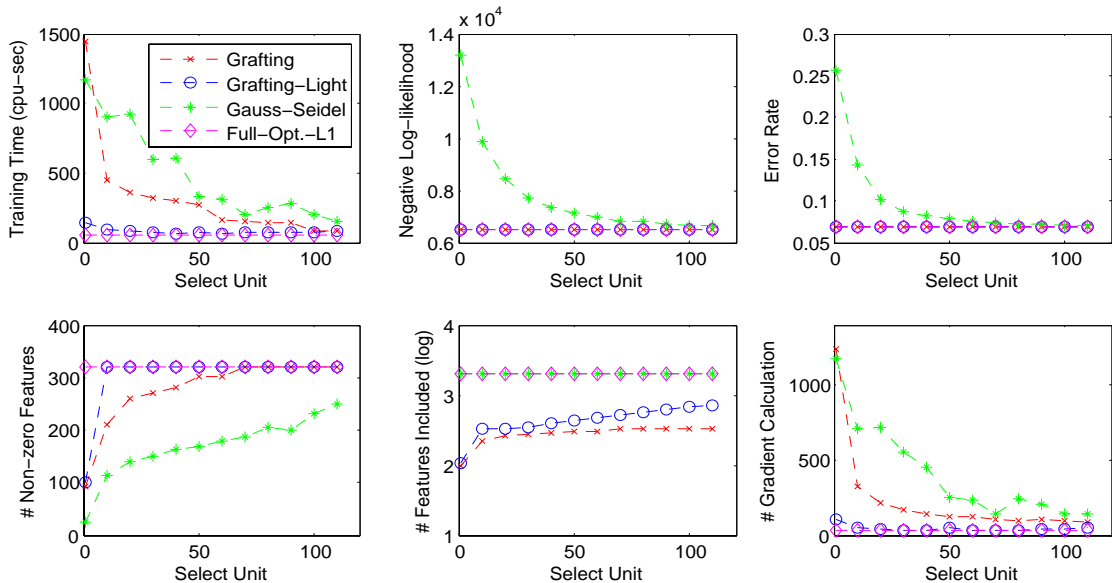 Training Time (cpu-sec)
1500
1000
500
0
0
50
100
Select Unit
Grafting
Grafting-Light
Gauss-Seidel
Full-Opt.-L1
x 10^4
Negative Log-likelihood
1.4
1.2
1
0.8
0.6
0
50
100
Select Unit
Error Rate
0.3
0.25
0.2
0.15
0.1
0.05
0
50
100
Select Unit
# Non-zero Features
400
300
200
100
0
0
50
100
Select Unit
# Features Included (log)
4
3
2
1
0
50
100
Select Unit
# Gradient Calculation
1000
500
0
0
50
100
Select Unit